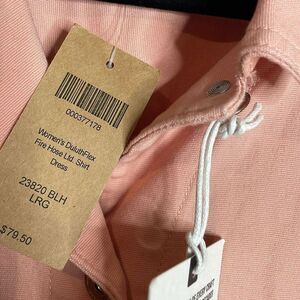 000377178
Women's DuluthFlex
Fire Hose Ltd. Shirt
Dress
23820 BLH
LRG
$79.50